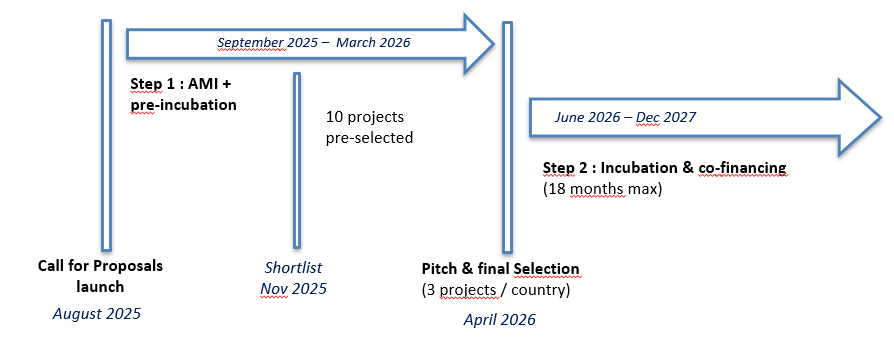 September 2025 – March 2026
Step 1 : AMI +
pre-incubation
10 projects
pre-selected
June 2026 – Dec 2027
Step 2 : Incubation & co-financing
(18 months max)
Call for Proposals
launch
August 2025
Shortlist
Nov 2025
Pitch & final Selection
(3 projects / country)
April 2026